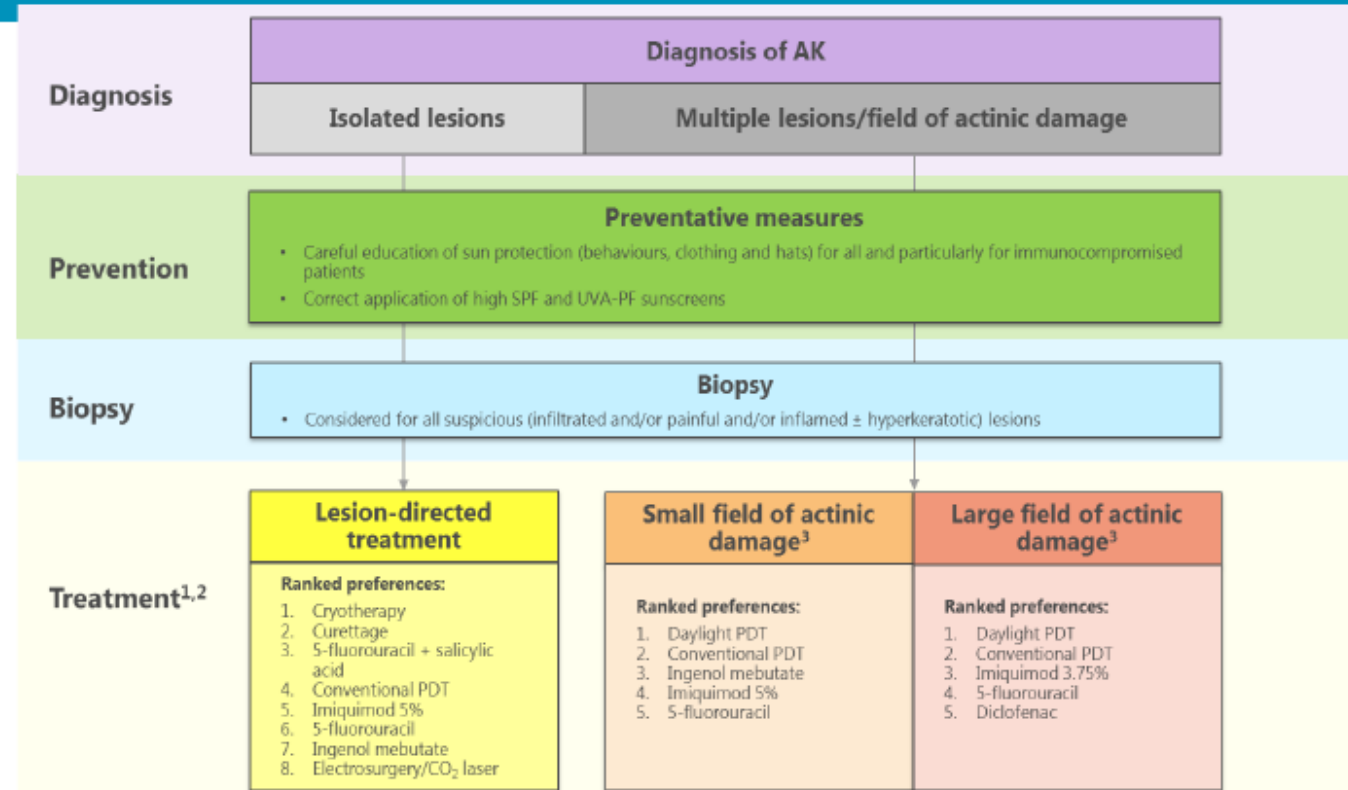 Diagnosis
Diagnosis of AK
Isolated lesions
Multiple lesions/field of actinic damage
Prevention
Preventative measures
• Careful education of sun protection (behaviours, clothing and hats) for all and particularly for immunocompromised
patients
• Correct application of high SPF and UVA-PF sunscreens
Biopsy
Biopsy
• Considered for all suspicious (infiltrated and/or painful and/or inflamed ± hyperkeratotic) lesions
Treatment1,2
Lesion-directed
treatment
Ranked preferences:
1. Cryotherapy
2. Curettage
3. 5-fluorouracil + salicylic
acid
4. Conventional PDT
5. Imiquimod 5%
6. 5-fluorouracil
7. Ingenol mebutate
8. Electrosurgery/CO2 laser
Small field of actinic
damage3
Ranked preferences:
1. Daylight PDT
2. Conventional PDT
3. Ingenol mebutate
4. Imiquimod 5%
5. 5-fluorouracil
Large field of actinic
damage3
Ranked preferences:
1. Daylight PDT
2. Conventional PDT
3. Imiquimod 3.75%
4. 5-fluorouracil
5. Diclofenac